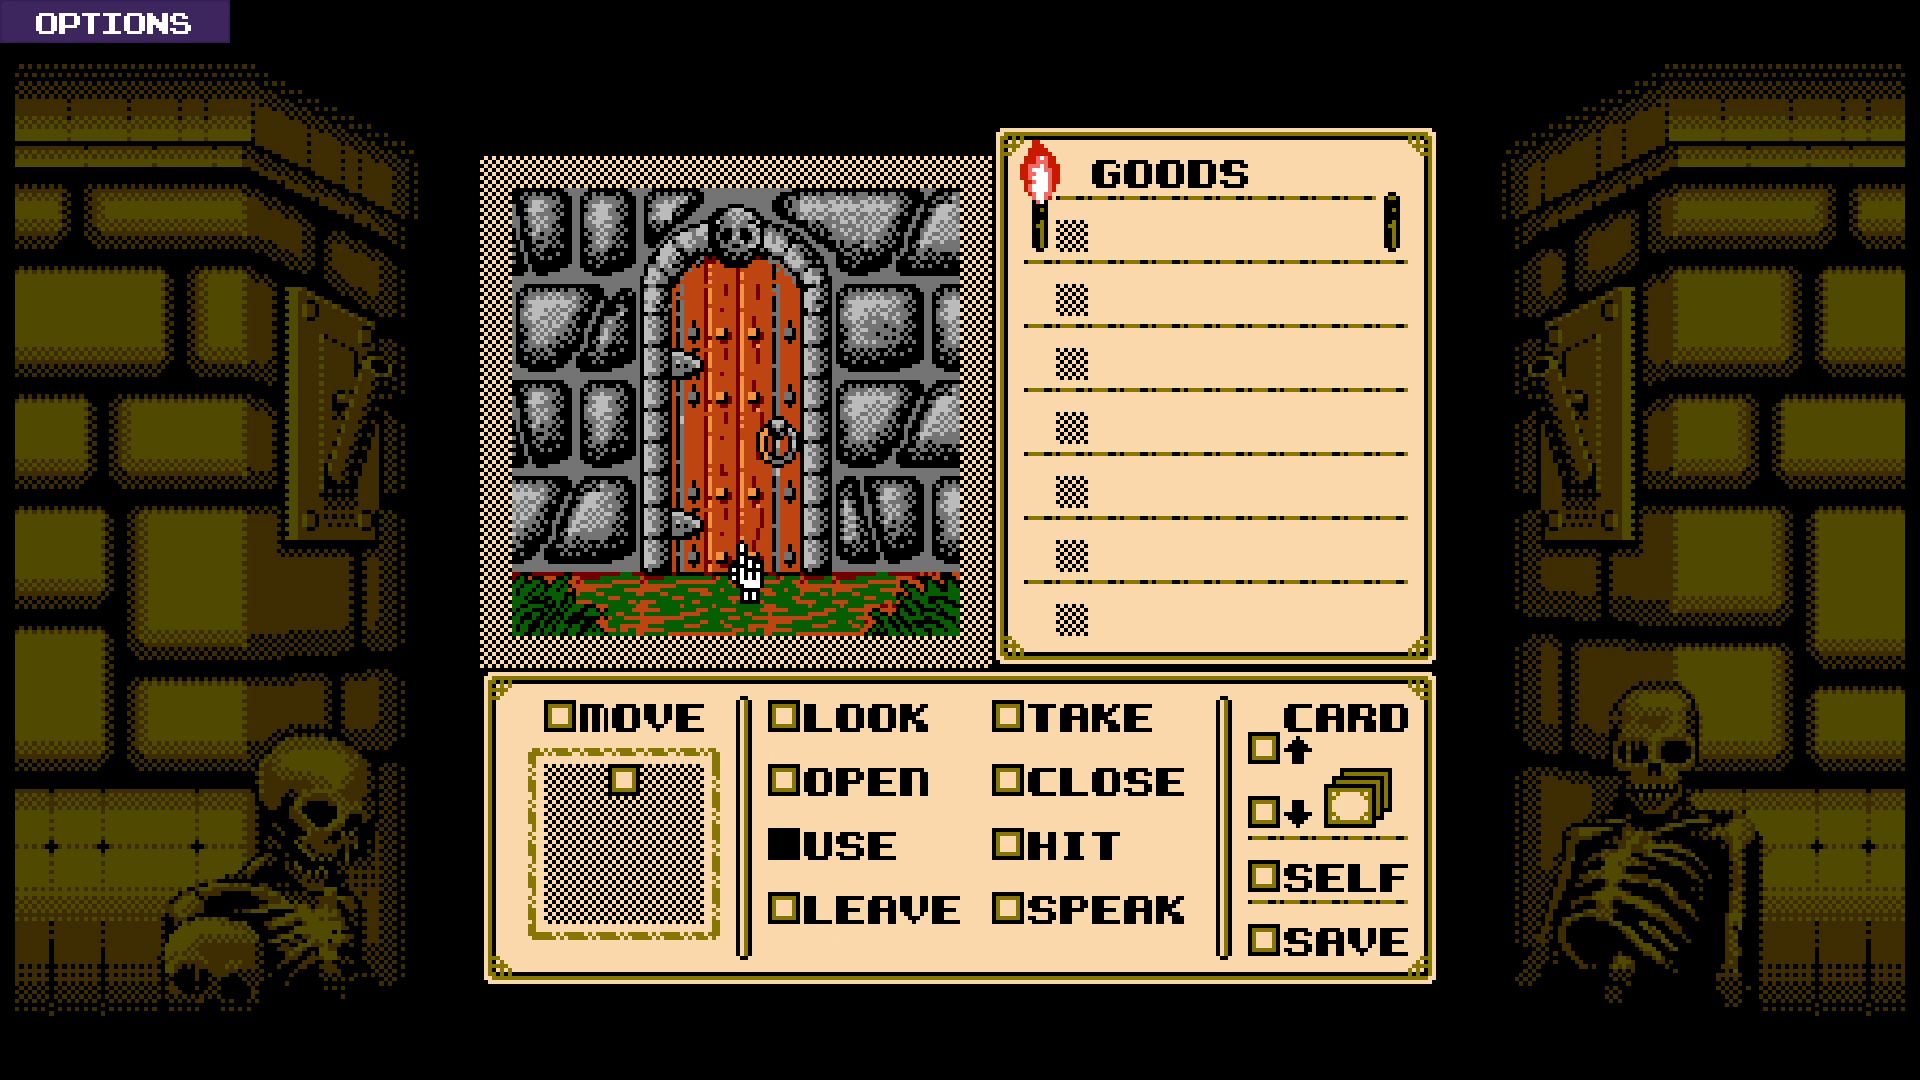 OPTIONS
GOODS
MOVE
LOOK
TAKE
CARD
OPEN
CLOSE
USE
HIT
SELF
LEAVE
SPEAK
SAVE